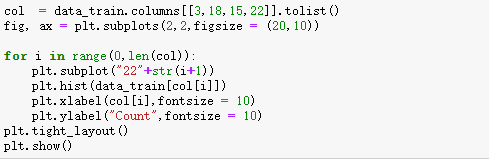 col  = data_train.columns[[3,18,15,22]].tolist()
fig, ax = plt.subplots(2,2,figsize = (20,10))
for i in range(0,len(col)):
    plt.subplot("22"+str(i+1))
    plt.hist(data_train[col[i]])
    plt.xlabel(col[i],fontsize = 10)
    plt.ylabel("Count",fontsize = 10)
plt.tight_layout()
plt.show()